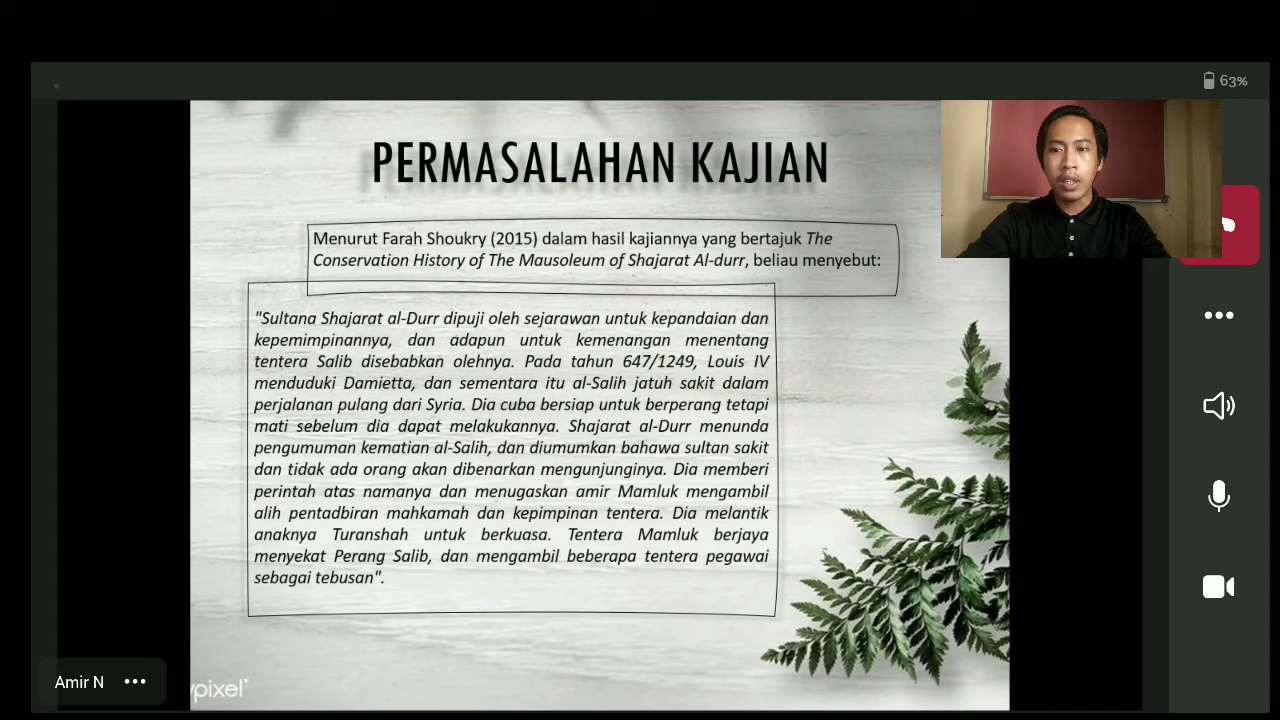 63%
PERMASALAHAN KAJIAN
Menurut Farah Shoukry (2015) dalam hasil kajiannya yang bertajuk The
Conservation History of The Mausoleum of Shajarat Al-durr, beliau menyebut:
"Sultana Shajarat al-Durr dipuji oleh sejarawan untuk kepandaian dan
kepemimpinannya, dan adapun untuk kemenangan menentang
tentera Salib disebabkan olehnya. Pada tahun 647/1249, Louis IV
menduduki Damietta, dan sementara itu al-Salih jatuh sakit dalam
perjalanan pulang dari Syria. Dia cuba bersiap untuk berperang tetapi
mati sebelum dia dapat melakukannya. Shajarat al-Durr menunda
pengumuman kematian al-Salih, dan diumumkan bahawa sultan sakit
dan tidak ada orang akan dibenarkan mengunjunginya. Dia memberi
perintah atas namanya dan menugaskan amir Mamluk mengambil
alih pentadbiran mahkamah dan kepimpinan tentera. Dia melantik
anaknya Turanshah untuk berkuasa. Tentera Mamluk berjaya
menyekat Perang Salib, dan mengambil beberapa tentera pegawai
sebagai tebusan".
Amir N
pixel